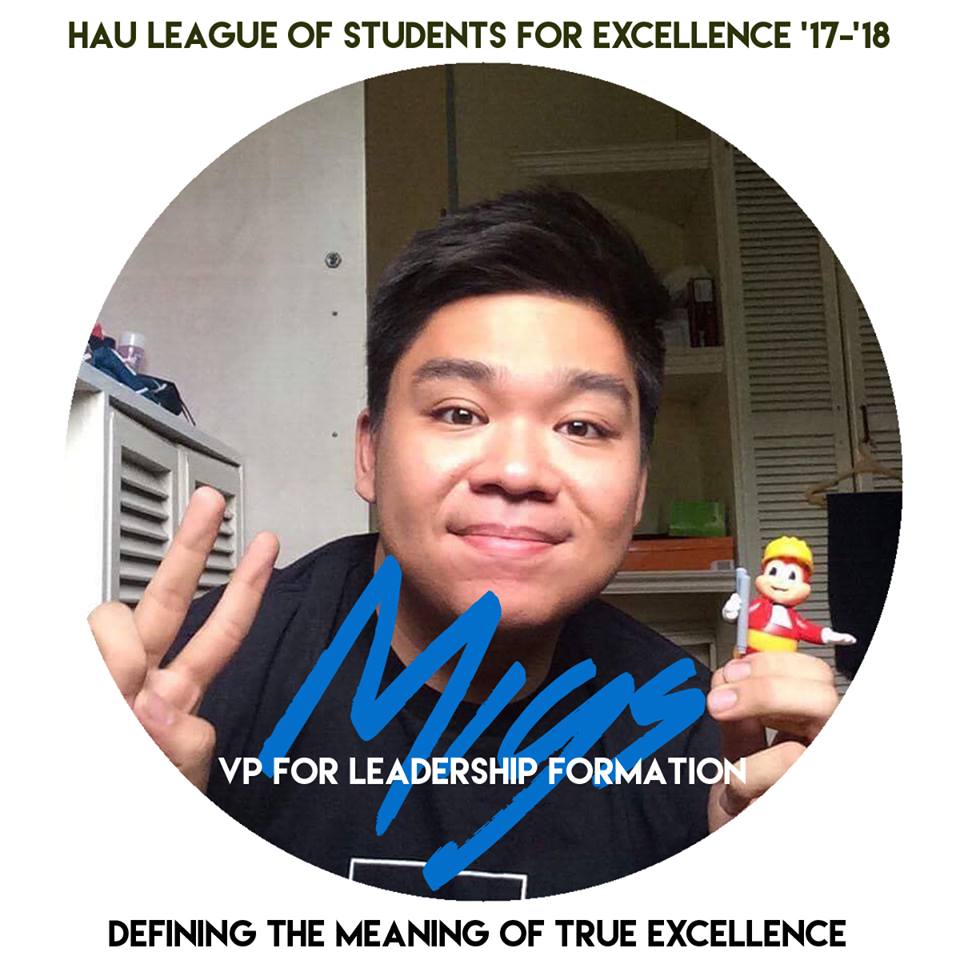 HAU LEAGUE OF STUDENTS FOR EXCELLENCE '17-'18
Migs
VP FOR LEADERSHIP FORMATION
DEFINING THE MEANING OF TRUE EXCELLENCE